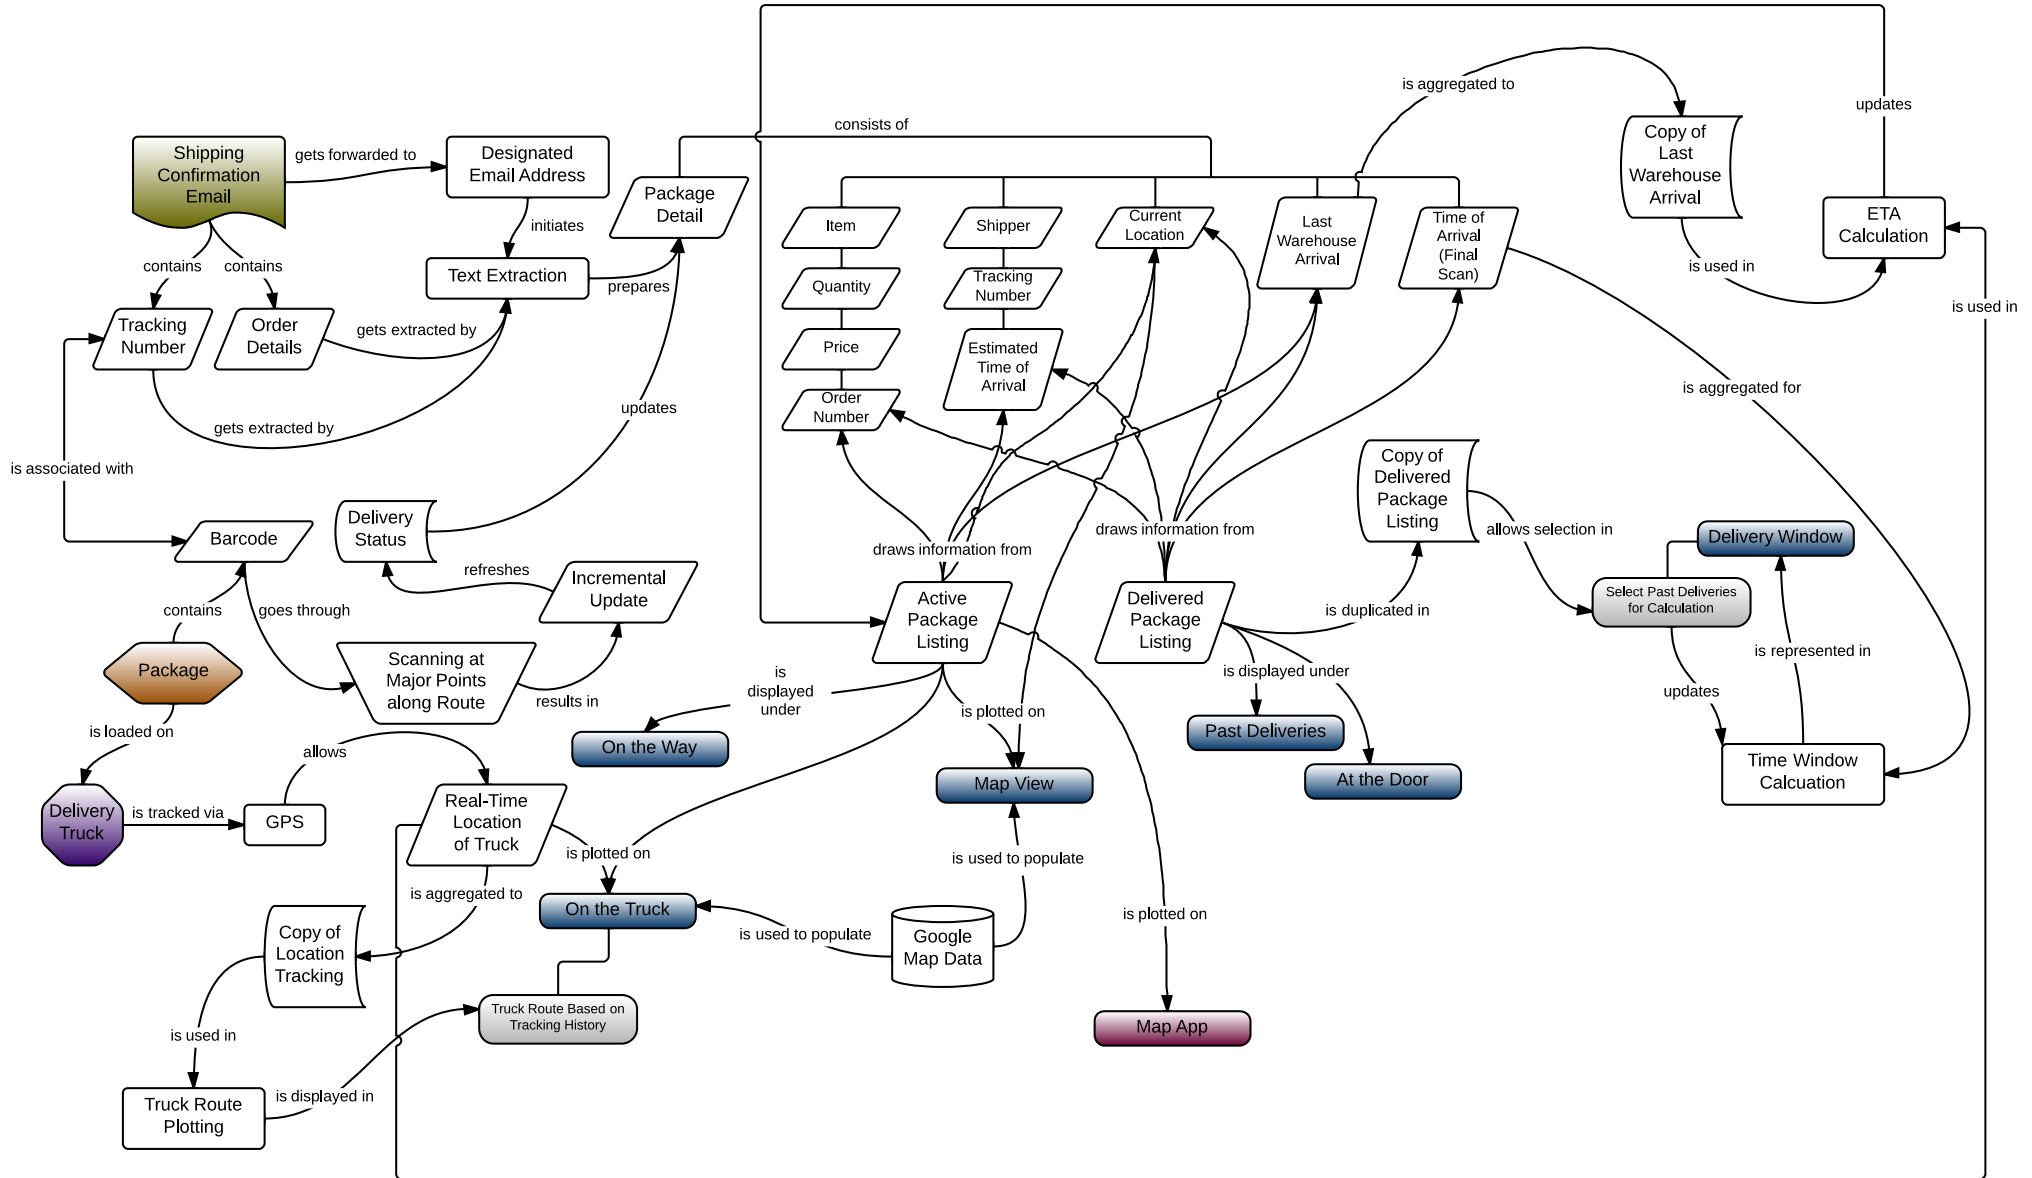 is aggregated to
updates
consists of
Shipping
Confirmation
Email
gets forwarded to
Designated
Email Address
Package
Detail
Copy of
Last
Warehouse
Arrival
ETA
Calculation
initiates
Item
Shipper
Current
Location
Last
Warehouse
Arrival
Time of
Arrival
(Final
Scan)
contains
contains
Text Extraction
prepares
Quantity
Tracking
Number
is used in
is used in
Tracking
Number
Order
Details
gets extracted by
Price
Estimated
Time of
Arrival
Order
Number
is aggregated for
updates
gets extracted by
is associated with
Copy of
Delivered
Package
Listing
allows selection in
Barcode
Delivery
Status
draws information from
draws information from
Delivery Window
refreshes
Incremental
Update
contains
goes through
Active
Package
Listing
Delivered
Package
Listing
is duplicated in
Select Past Deliveries
for Calculation
Package
Scanning at
Major Points
along Route
results in
is
displayed
under
is displayed under
is represented in
updates
is plotted on
is loaded on
allows
On the Way
Past Deliveries
Map View
At the Door
Time Window
Calcuation
Delivery
Truck
is tracked via
GPS
Real-Time
Location
of Truck
is plotted on
is used to populate
is aggregated to
On the Truck
is used to populate
Google
Map Data
is plotted on
Copy of
Location
Tracking
Truck Route Based on
Tracking History
is used in
Map App
is displayed in
Truck Route
Plotting